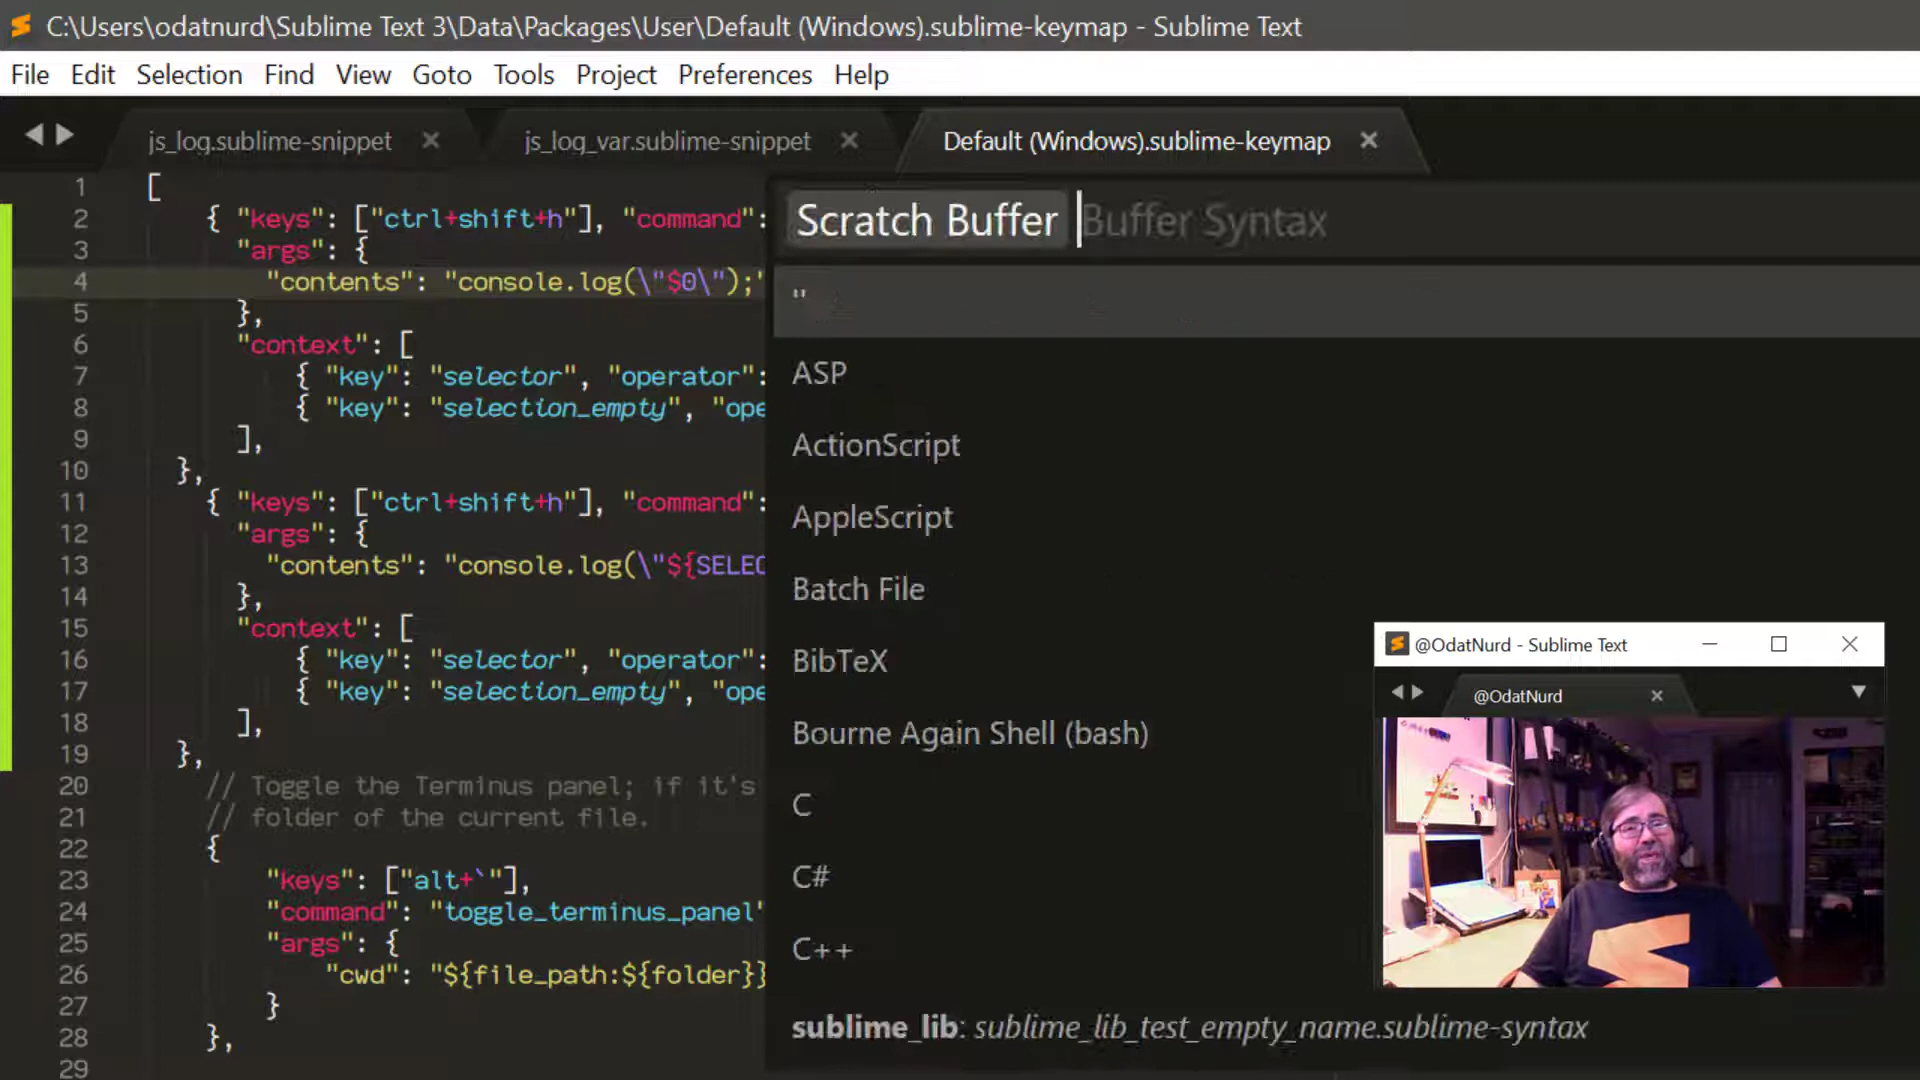 C:\Users\odatnurd\Sublime Text 3\Data\Packages\User\Default (Windows).sublime-keymap - Sublime Text
File Edit Selection Find View Goto Tools Project Preferences Help
js_log.sublime-snippet js_log_var.sublime-snippet Default (Windows).sublime-keymap
1 [
2 { "keys": ["ctrl+shift+h"], "command":
3 "args": {
4 "contents": "console.log(\"$0\");"
5 },
6 "context": [
7 { "key": "selector", "operator":
8 { "key": "selection_empty", "ope
9 ],
10 },
11 { "keys": ["ctrl+shift+h"], "command":
12 "args": {
13 "contents": "console.log(\"${SELEC
14 },
15 "context": [
16 { "key": "selector", "operator":
17 { "key": "selection_empty", "ope
18 ],
19 },
20 // Toggle the Terminus panel; if it's
21 // folder of the current file.
22 {
23 "keys": ["alt+`"],
24 "command": "toggle_terminus_panel"
25 "args": {
26 "cwd": "${file_path:${folder}}
27 }
28 },
29
Scratch Buffer Buffer Syntax
"
ASP
ActionScript
AppleScript
Batch File
BibTeX
Bourne Again Shell (bash)
C
C#
C++
sublime_lib: sublime_lib_test_empty_name.sublime-syntax
@OdatNurd - Sublime Text
@OdatNurd